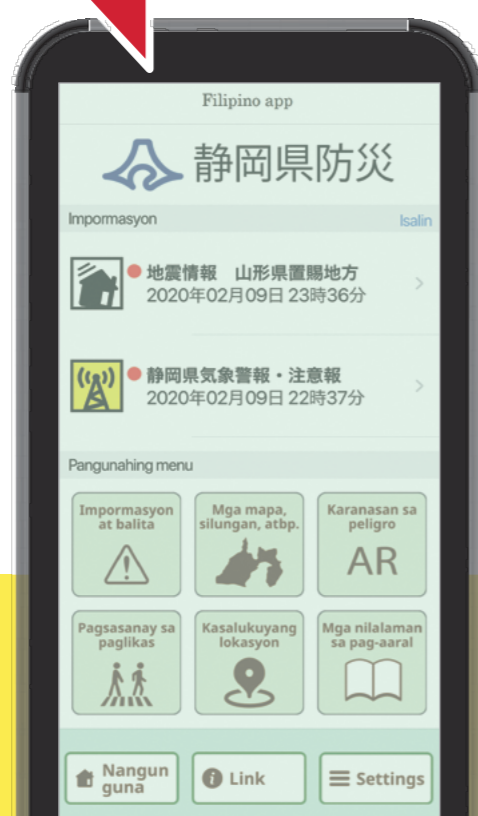 Filipino app
静岡県防災
Impormasyon
Isalin
地震情報　山形県置賜地方
2020年02月09日 23時36分
静岡県気象警報・注意報
2020年02月09日 22時37分
Pangunahing menu
Impormasyon
at balita
Mga mapa,
silungan, atbp.
Karanasan sa
peligro
AR
Pagsasanay sa
paglikas
Kasalukuyang
lokasyon
Mga nilalaman
sa pag-aaral
Nangun
guna
Link
Settings